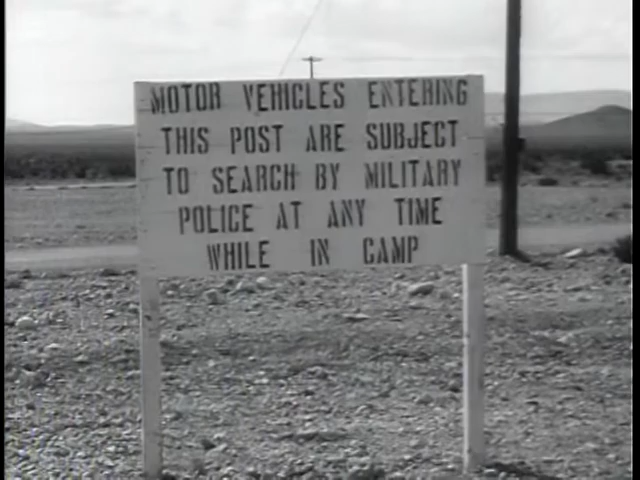 MOTOR VEHICLES ENTERING
THIS POST ARE SUBJECT
TO SEARCH BY MILITARY
POLICE AT ANY TIME
WHILE IN CAMP